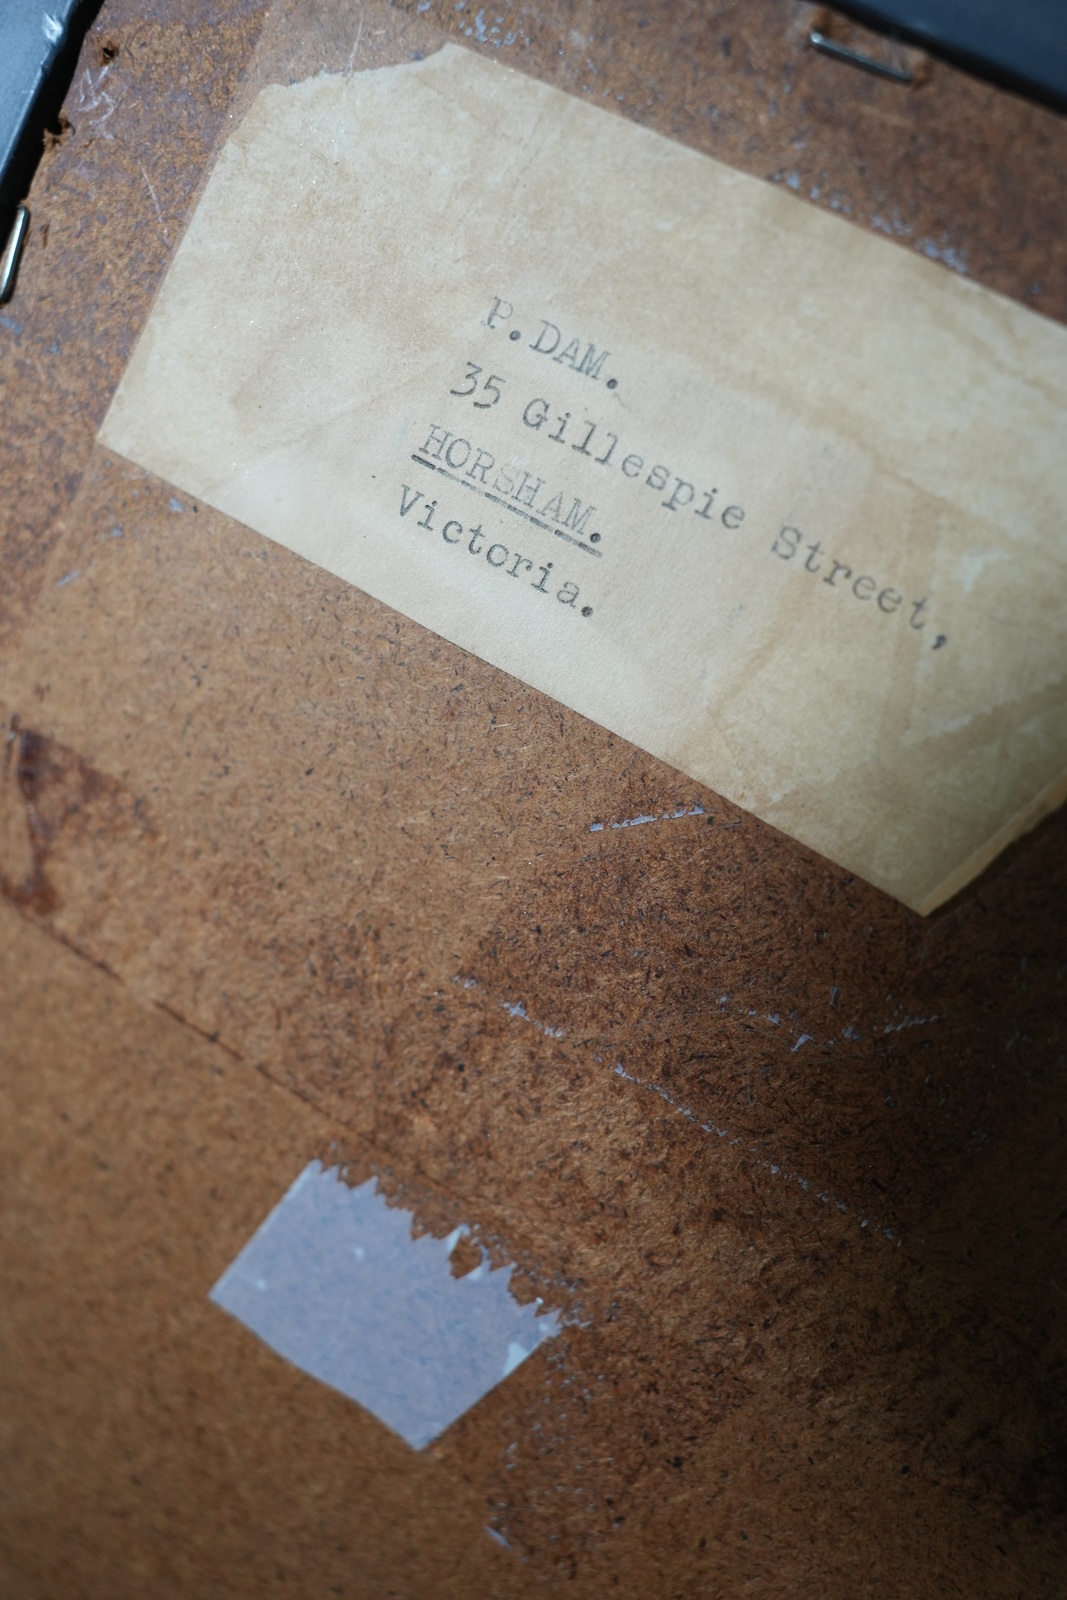 P.DAM.
35 Gillespie Street,
HORSHAM.
Victoria.